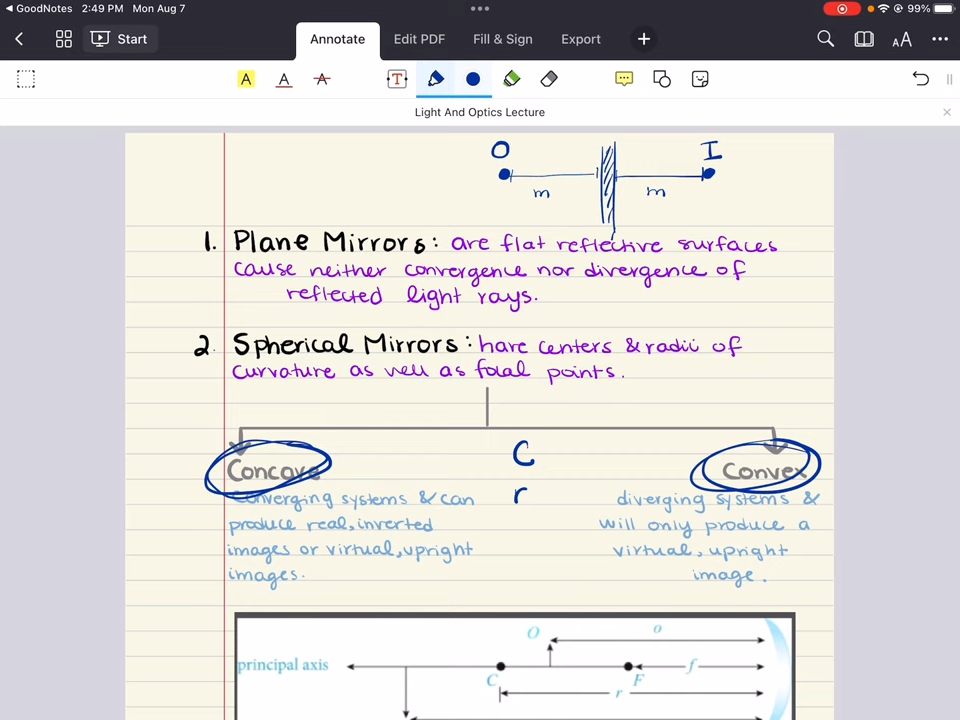 GoodNotes 2:49 PM Mon Aug 7 99%
Start Annotate Edit PDF Fill & Sign Export
A A A T AA
Light And Optics Lecture
O I
m m
1. Plane Mirrors: are flat reflective surfaces
cause neither convergence nor divergence of
reflected light rays.
2. Spherical Mirrors: have centers & radii of
curvature as well as focal points.
Concave C Convex
r
converging systems & can
produce real, inverted
images or virtual, upright
images.
diverging systems &
will only produce a
virtual, upright
image.
O o
principal axis
C F f
r